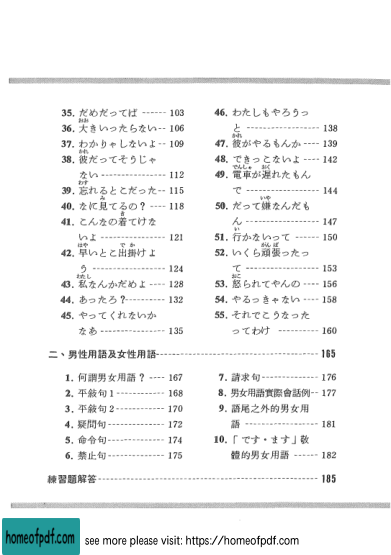 35. だめだってば ------ 103
36. 大きいったらない-- 106
37. わかりゃしないよ-- 109
38. 彼だってそうじゃ
ない ---------------- 112
39. 忘れるとこだった-- 115
40. なに見てるの？---- 118
41. こんなの着てけな
いよ ---------------- 121
42. 早いとこ出掛けよ
う ------------------ 124
43. 私なんかだめよ---- 128
44. あったろ？---------- 132
45. やってくれないか
なあ ---------------- 135
46. わたしもやろうっ
と ------------------ 138
47. 彼がやるもんか---- 139
48. できっこないよ---- 142
49. 電車が遅れたもん
で ------------------ 144
50. だって嫌なんだも
ん ------------------ 147
51. 行かないって ------ 150
52. いくら頑張ったっ
て ------------------ 153
53. 怒られてやんの---- 156
54. やるっきゃない---- 158
55. それでこうなった
ってわけ ---------- 160
二、男性用語及女性用語-------------------------------- 165
1. 何謂男女用語？---- 167
2. 平敍句1------------ 168
3. 平敍句2------------ 170
4. 疑問句-------------- 172
5. 命令句-------------- 174
6. 禁止句-------------- 175
7. 請求句-------------- 176
8. 男女用語實際會話例-- 177
9. 語尾之外的男女用
語 ------------------ 181
10.「です・ます」敬
體的男女用語 ------ 182
練習題解答---------------------------------------- 185
homeofpdf.com
see more please visit: https://homeofpdf.com